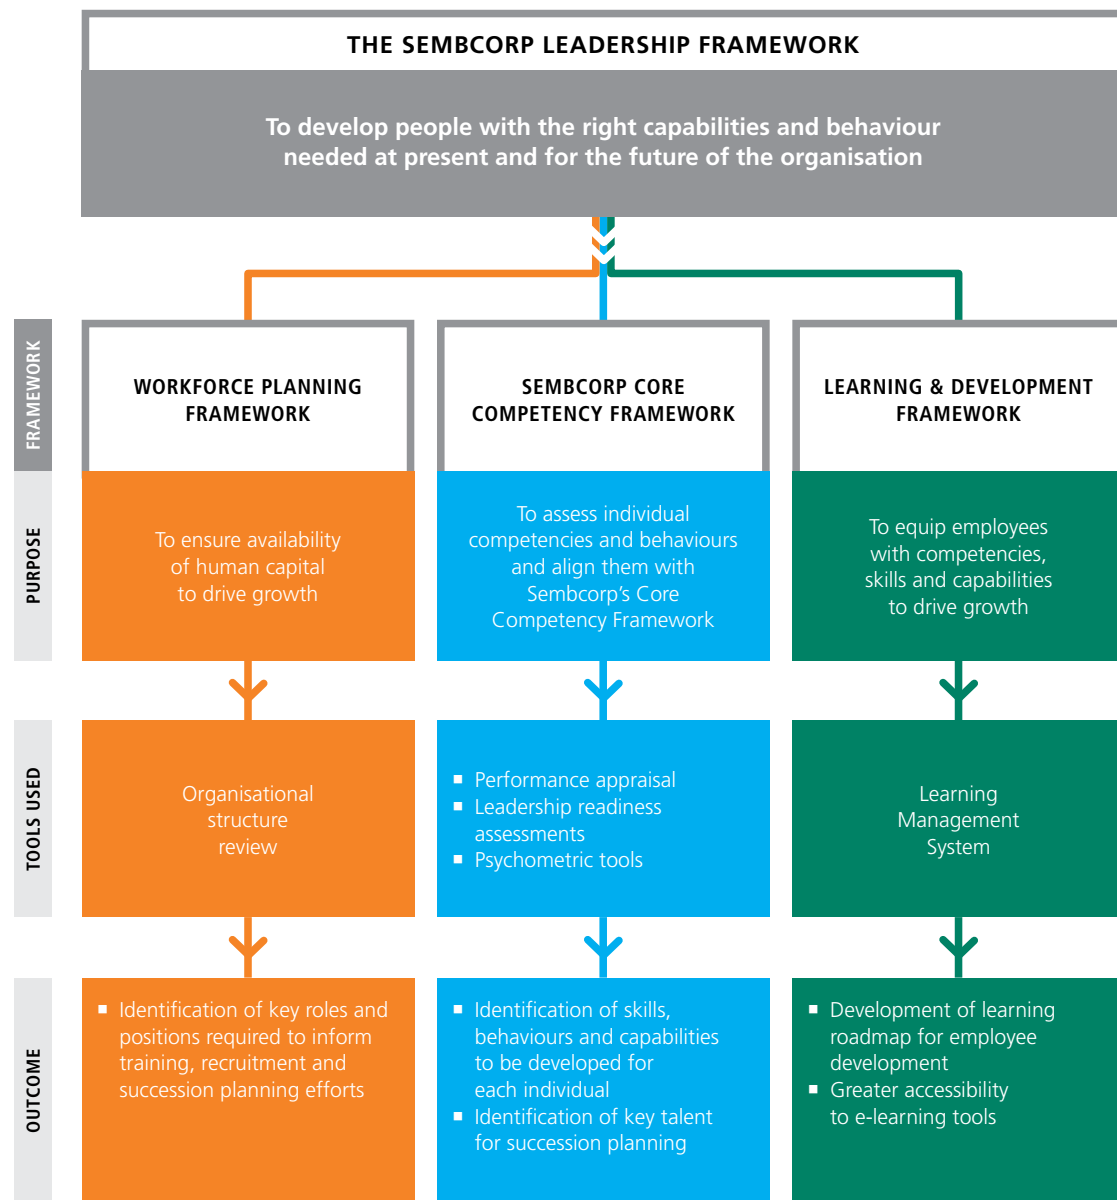 THE SEMBCORP LEADERSHIP FRAMEWORK
To develop people with the right capabilities and behaviour
needed at present and for the future of the organisation
FRAMEWORK
WORKFORCE PLANNING
FRAMEWORK
SEMBCORP CORE
COMPETENCY FRAMEWORK
LEARNING & DEVELOPMENT
FRAMEWORK
PURPOSE
To ensure availability
of human capital
to drive growth
To assess individual
competencies and behaviours
and align them with
Sembcorp's Core
Competency Framework
To equip employees
with competencies,
skills and capabilities
to drive growth
TOOLS USED
Organisational
structure
review
▪ Performance appraisal
▪ Leadership readiness
assessments
▪ Psychometric tools
Learning
Management
System
OUTCOME
▪ Identification of key roles and
positions required to inform
training, recruitment and
succession planning efforts
▪ Identification of skills,
behaviours and capabilities
to be developed for
each individual
▪ Identification of key talent
for succession planning
▪ Development of learning
roadmap for employee
development
▪ Greater accessibility
to e-learning tools